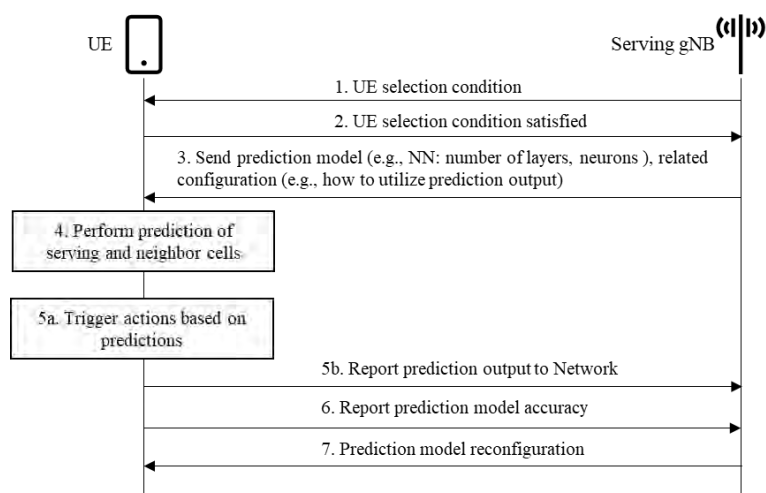 UE
Serving gNB
1. UE selection condition
2. UE selection condition satisfied
3. Send prediction model (e.g., NN: number of layers, neurons ), related
configuration (e.g., how to utilize prediction output)
4. Perform prediction of
serving and neighbor cells
5a. Trigger actions based on
predictions
5b. Report prediction output to Network
6. Report prediction model accuracy
7. Prediction model reconfiguration